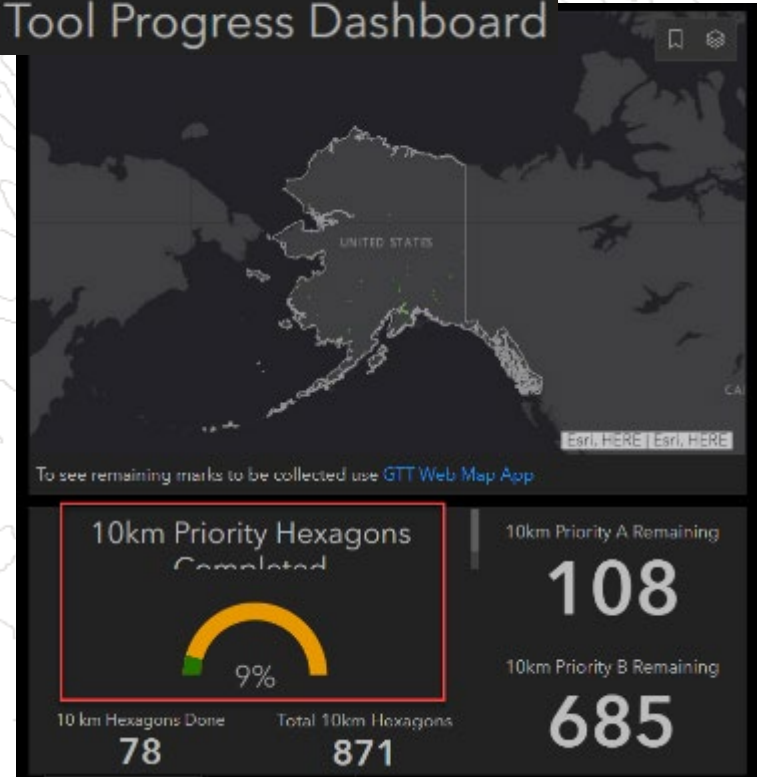 Tool Progress Dashboard
UNITED STATES
CA
Esri, HERE | Esri, HERE
To see remaining marks to be collected use GTT Web Map App
10km Priority Hexagons
Completed
9%
10 km Hexagons Done
78
Total 10km Hexagons
871
10km Priority A Remaining
108
10km Priority B Remaining
685